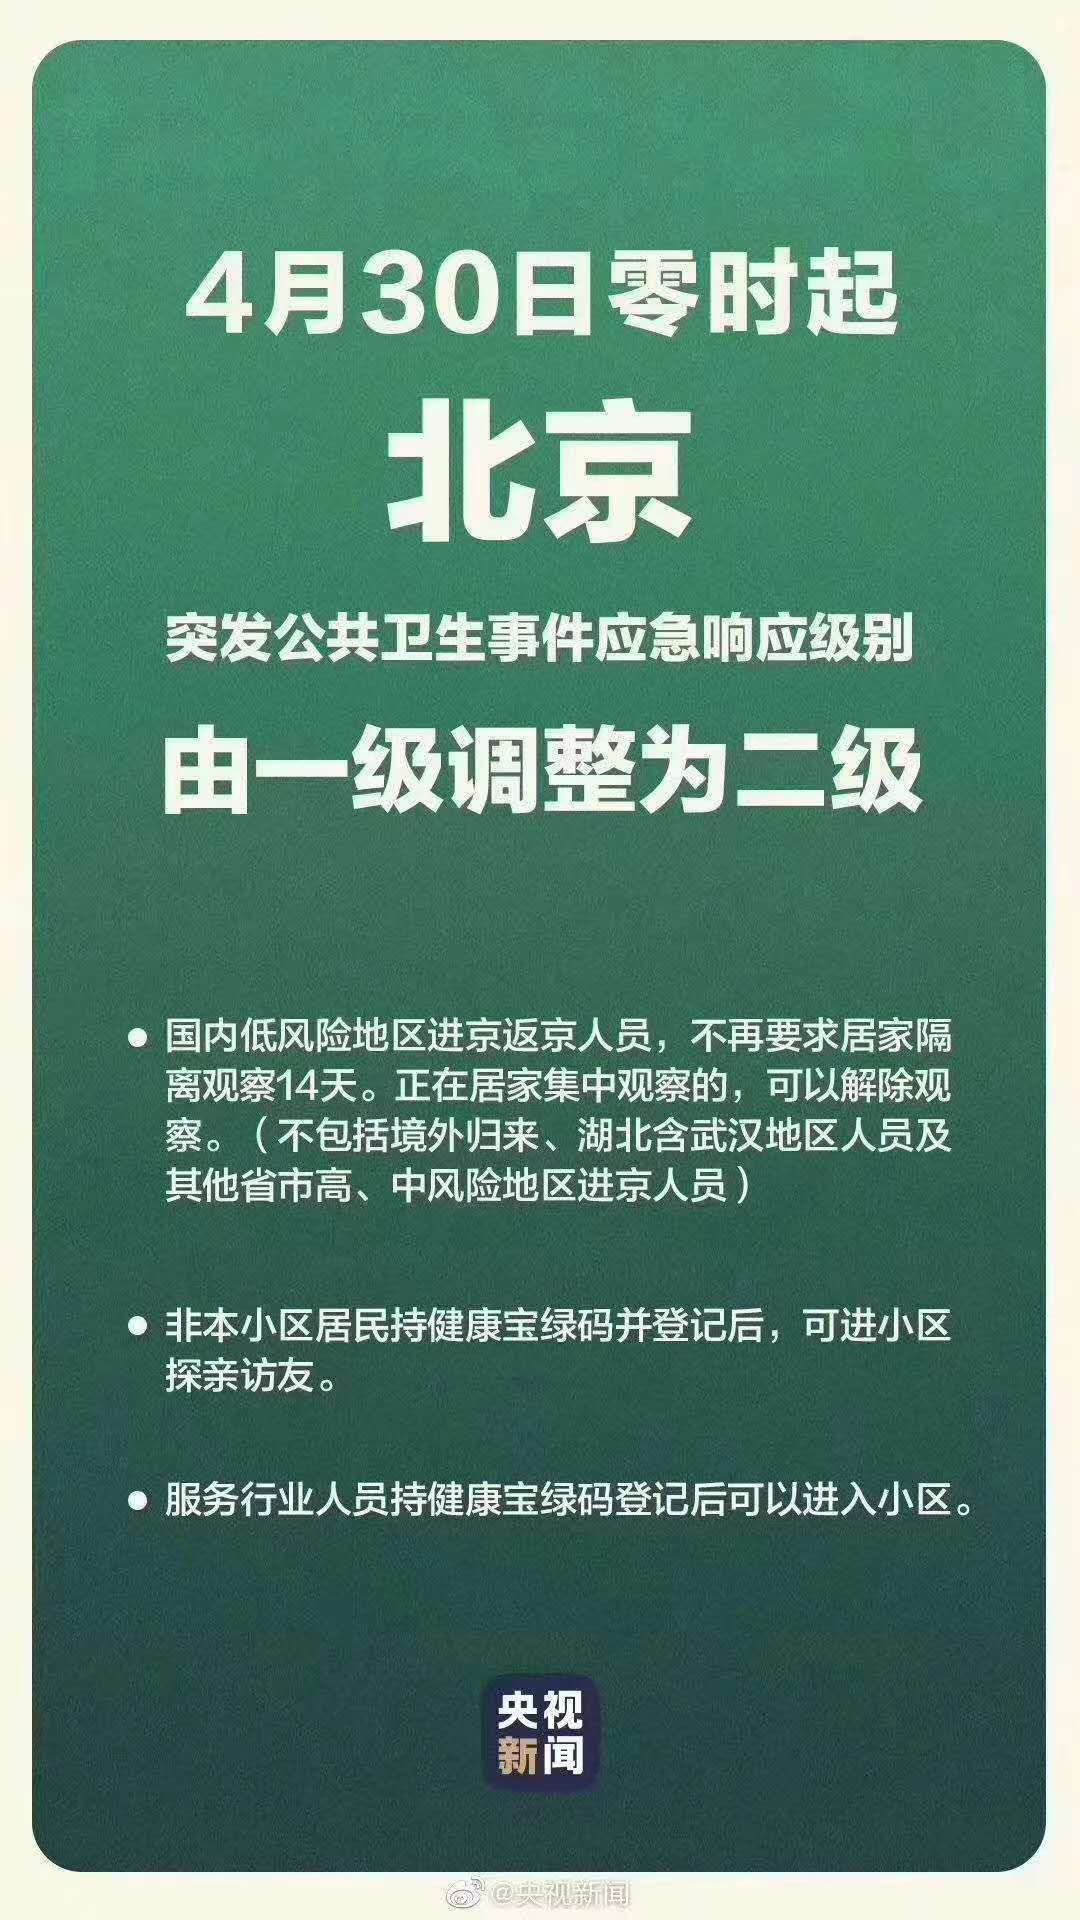 4月30日零时起
北京
突发公共卫生事件应急响应级别
由一级调整为二级
● 国内低风险地区进京返京人员，不再要求居家隔
离观察14天。正在居家集中观察的，可以解除观
察。（不包括境外归来、湖北含武汉地区人员及
其他省市高、中风险地区进京人员）
● 非本小区居民持健康宝绿码并登记后，可进小区
探亲访友。
● 服务行业人员持健康宝绿码登记后可以进入小区。
央视
新闻
@央视新闻